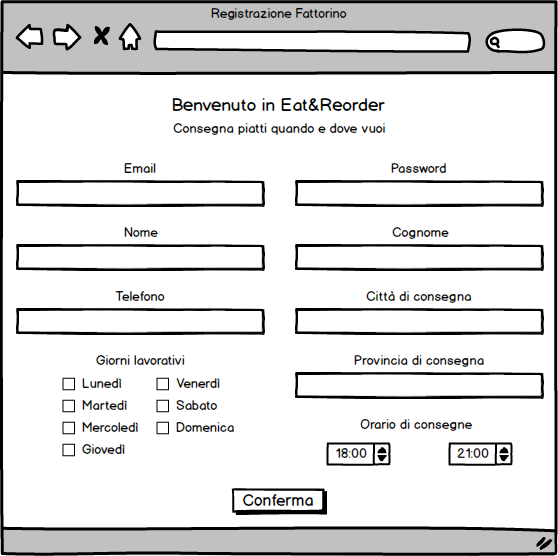 Registrazione Fattorino
Benvenuto in Eat&Reorder
Consegna piatti quando e dove vuoi
Email
Password
Nome
Cognome
Telefono
Città di consegna
Giorni lavorativi
Provincia di consegna
Lunedì
Venerdì
Martedì
Sabato
Mercoledì
Domenica
Giovedì
Orario di consegne
18:00
21:00
Conferma